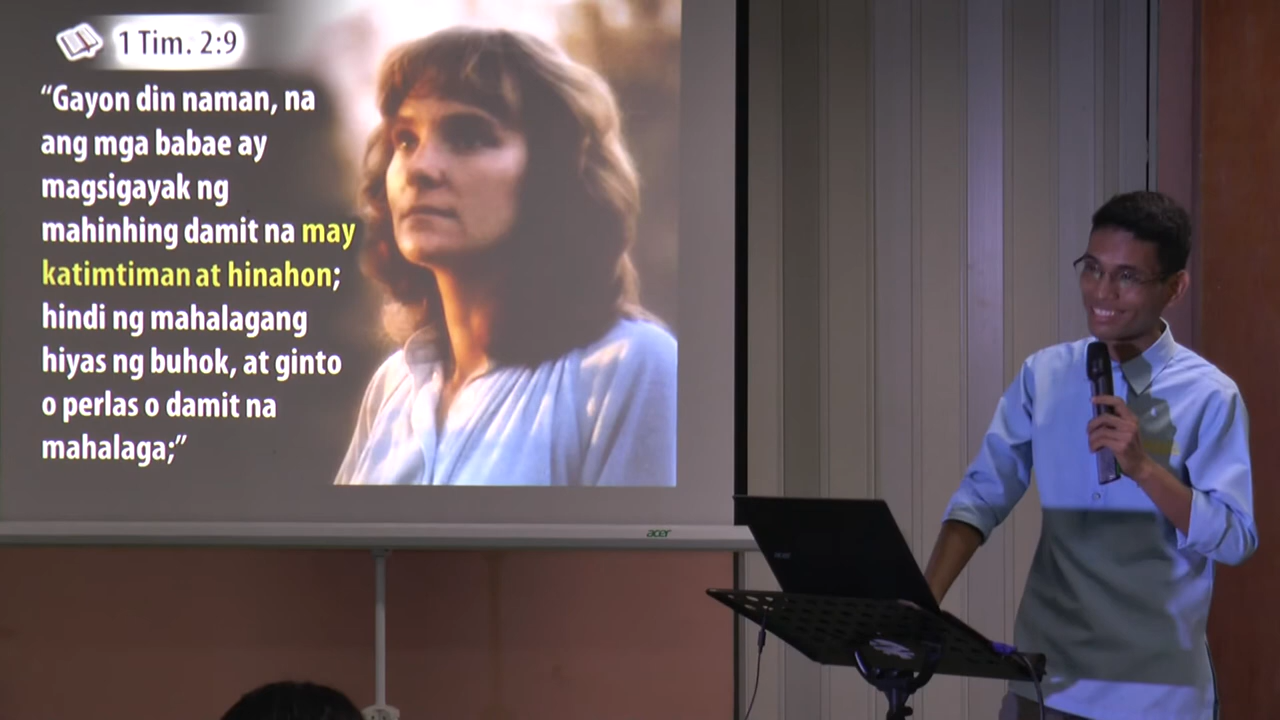 1 Tim. 2:9
“Gayon din naman, na
ang mga babae ay
magsigayak ng
mahinhing damit na may
katimtiman at hinahon;
hindi ng mahalagang
hiyas ng buhok, at ginto
o perlas o damit na
mahalaga;”
acer